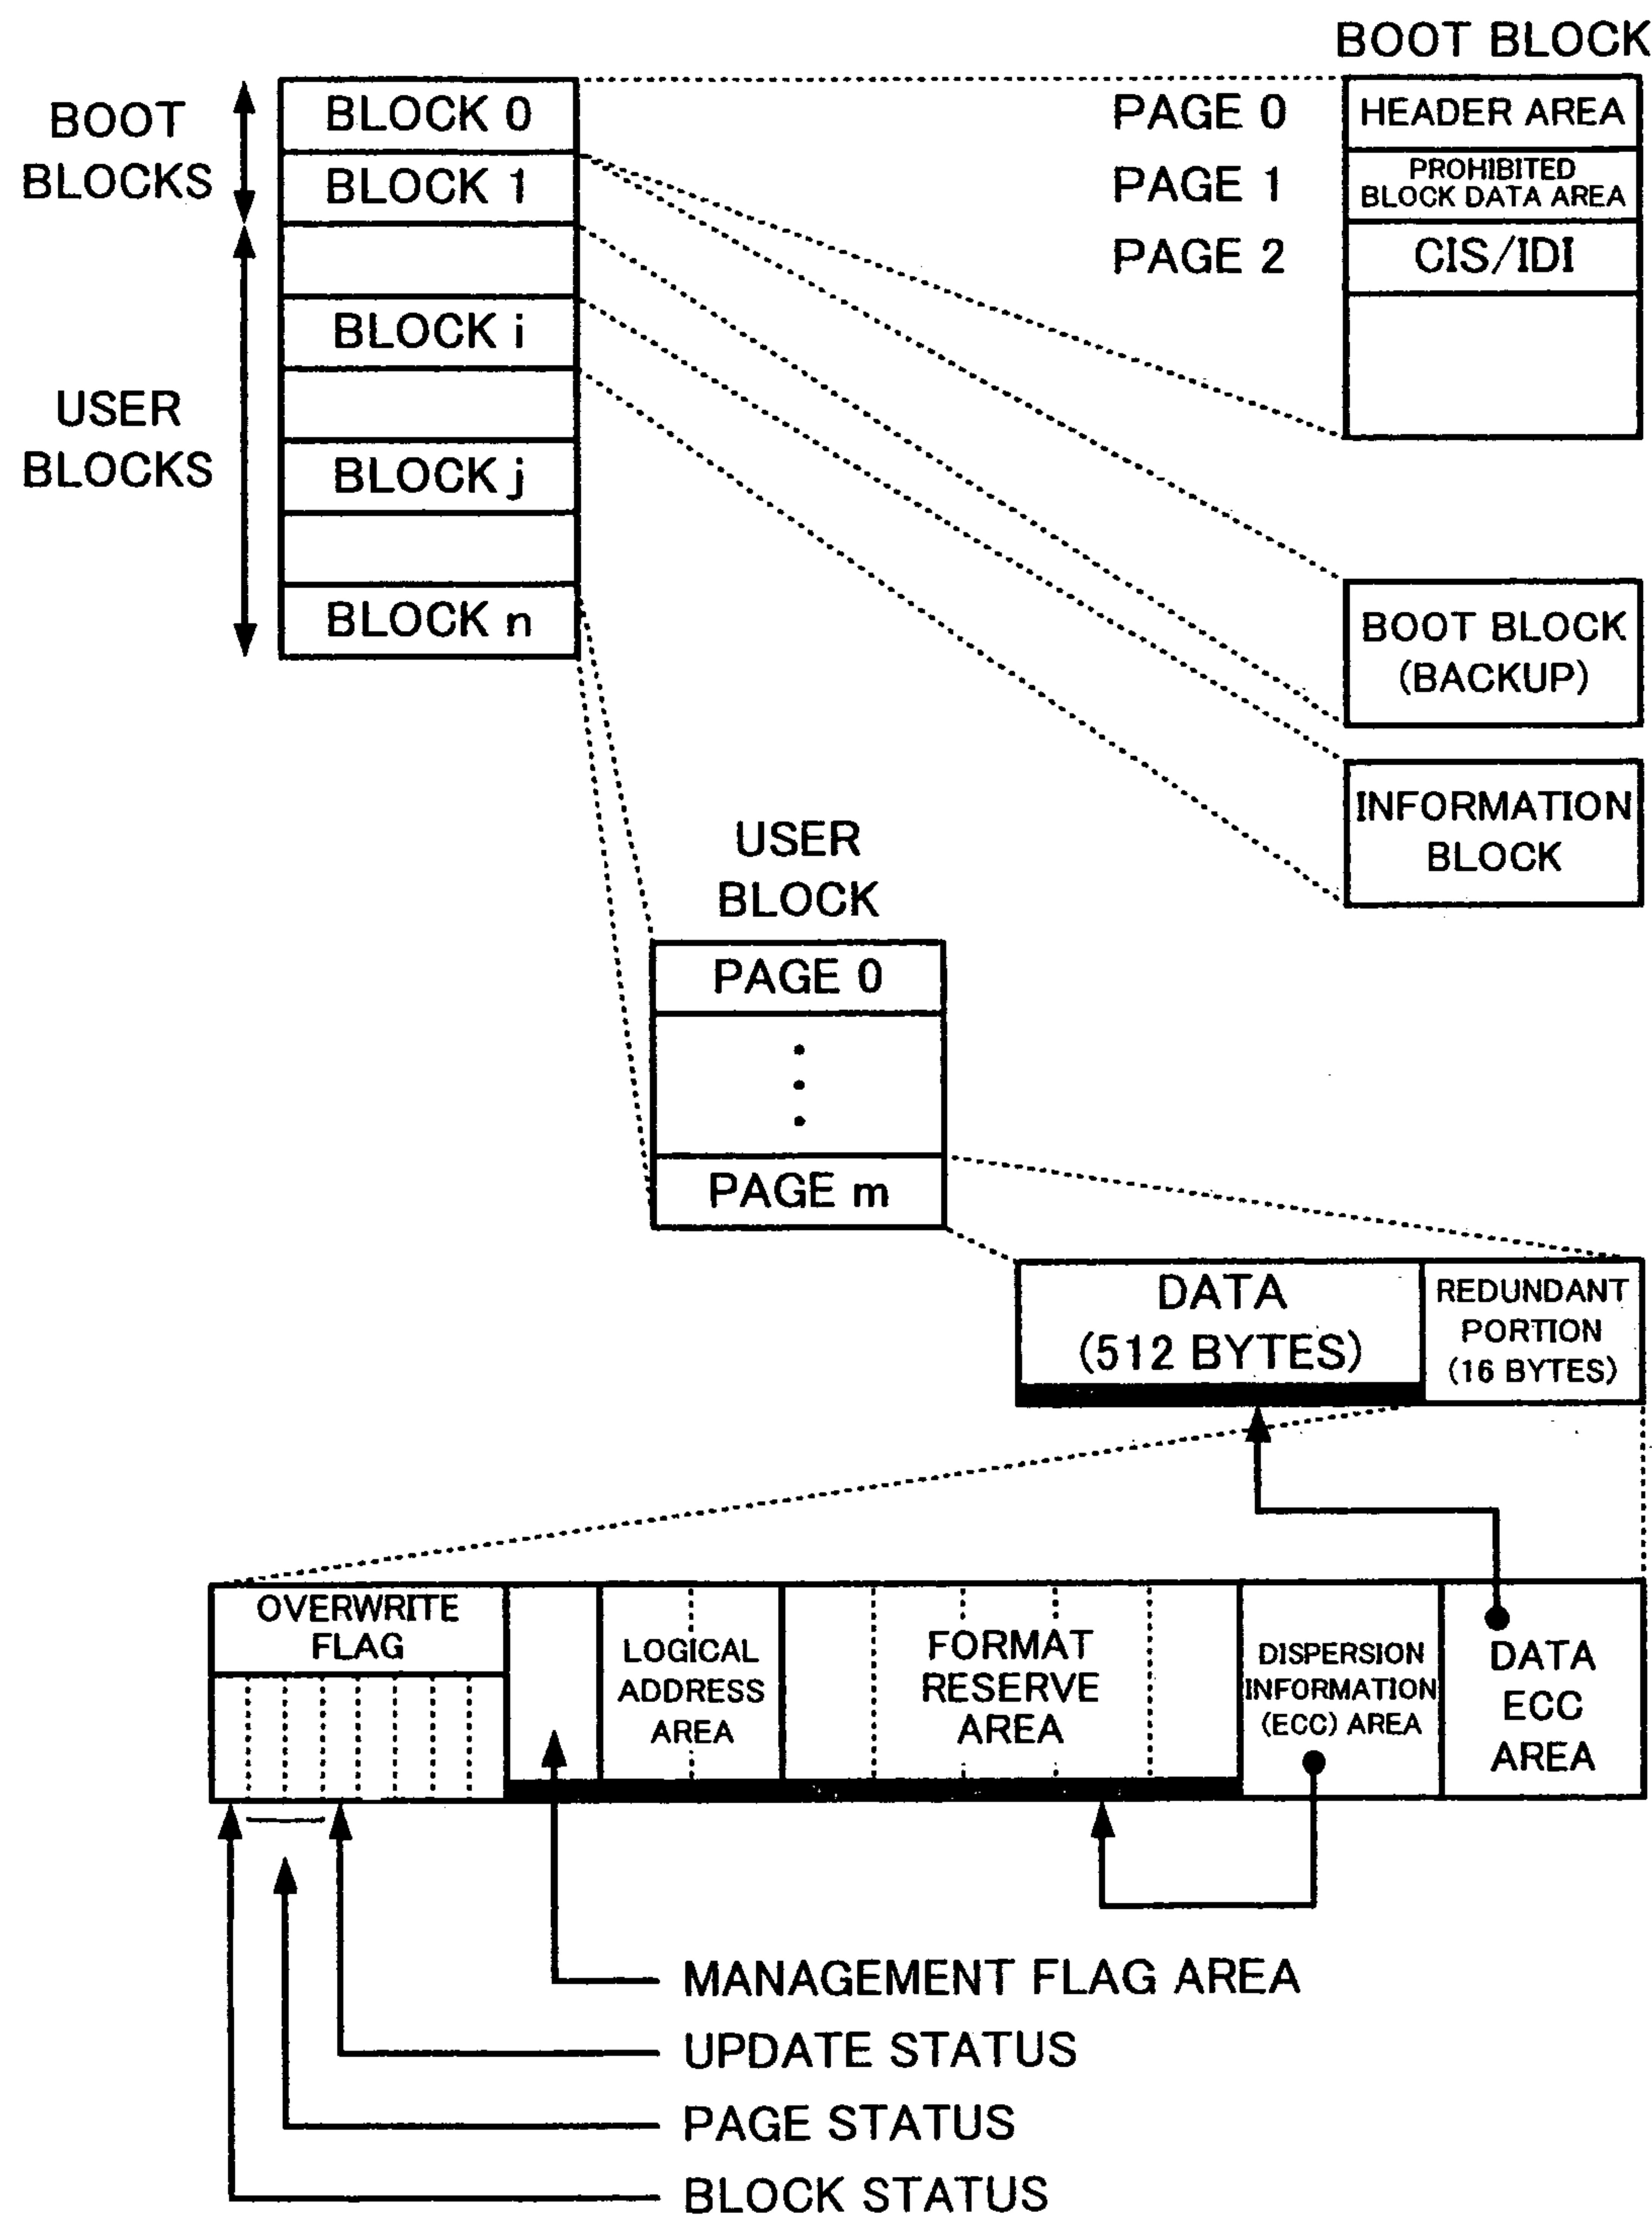 BOOT BLOCK
BOOT
BLOCKS
BLOCK 0
BLOCK 1
PAGE 0
HEADER AREA
PAGE 1
PROHIBITED
BLOCK DATA AREA
PAGE 2
CIS/IDI
USER
BLOCKS
BLOCK i
BLOCK j
BLOCK n
BOOT BLOCK
(BACKUP)
INFORMATION
BLOCK
USER
BLOCK
PAGE 0
PAGE m
DATA
(512 BYTES)
REDUNDANT
PORTION
(16 BYTES)
OVERWRITE
FLAG
LOGICAL
ADDRESS
AREA
FORMAT
RESERVE
AREA
DISPERSION
INFORMATION
(ECC) AREA
DATA
ECC
AREA
MANAGEMENT FLAG AREA
UPDATE STATUS
PAGE STATUS
BLOCK STATUS